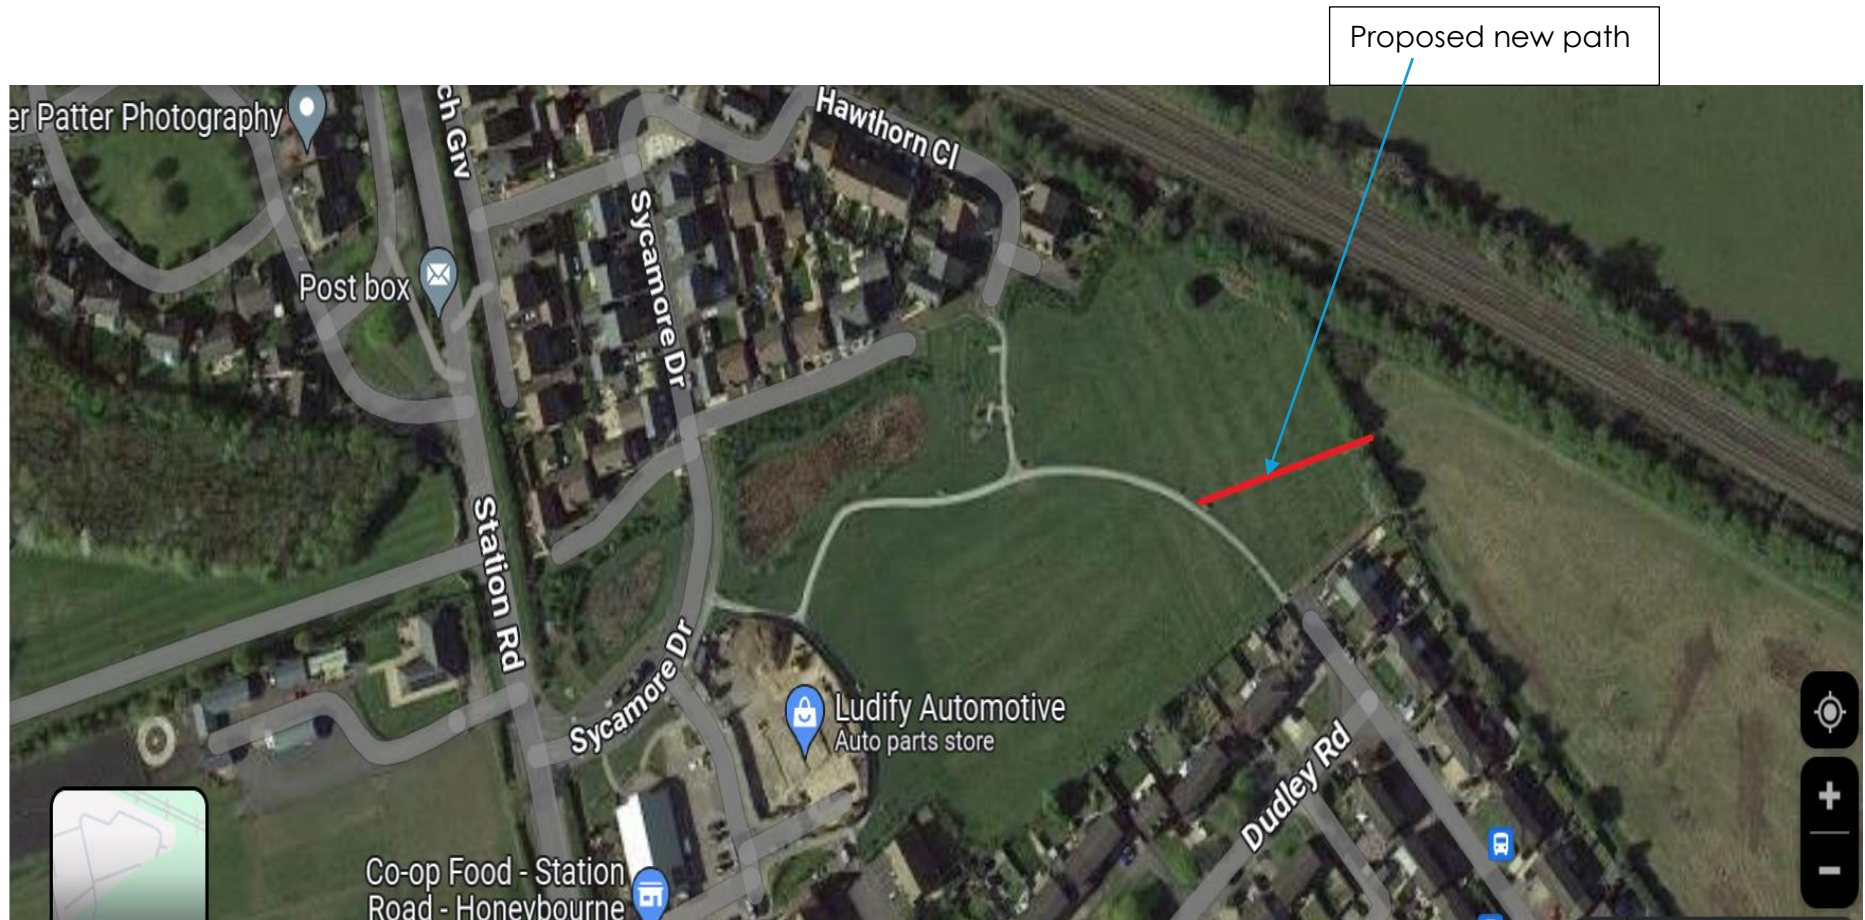 Proposed new path
er Patter Photography
ch Grv
Hawthorn Cl
Sycamore Dr
Post box
Station Rd
Sycamore Dr
Ludify Automotive
Auto parts store
Dudley Rd
Co-op Food - Station
Road - Honeybourne